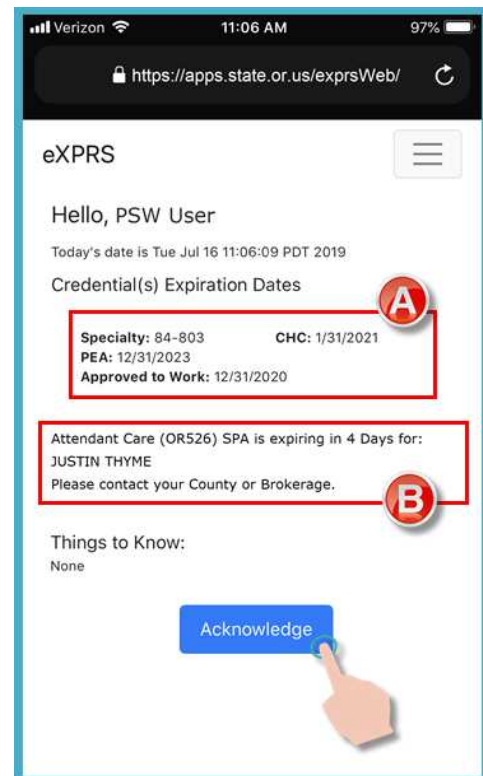 Verizon 11:06 AM 97%
https://apps.state.or.us/exprsWeb/
eXPRS
Hello, PSW User
Today's date is Tue Jul 16 11:06:09 PDT 2019
Credential(s) Expiration Dates
A
Specialty: 84-803 CHC: 1/31/2021
PEA: 12/31/2023
Approved to Work: 12/31/2020
Attendant Care (OR526) SPA is expiring in 4 Days for:
JUSTIN THYME
Please contact your County or Brokerage.
B
Things to Know:
None
Acknowledge